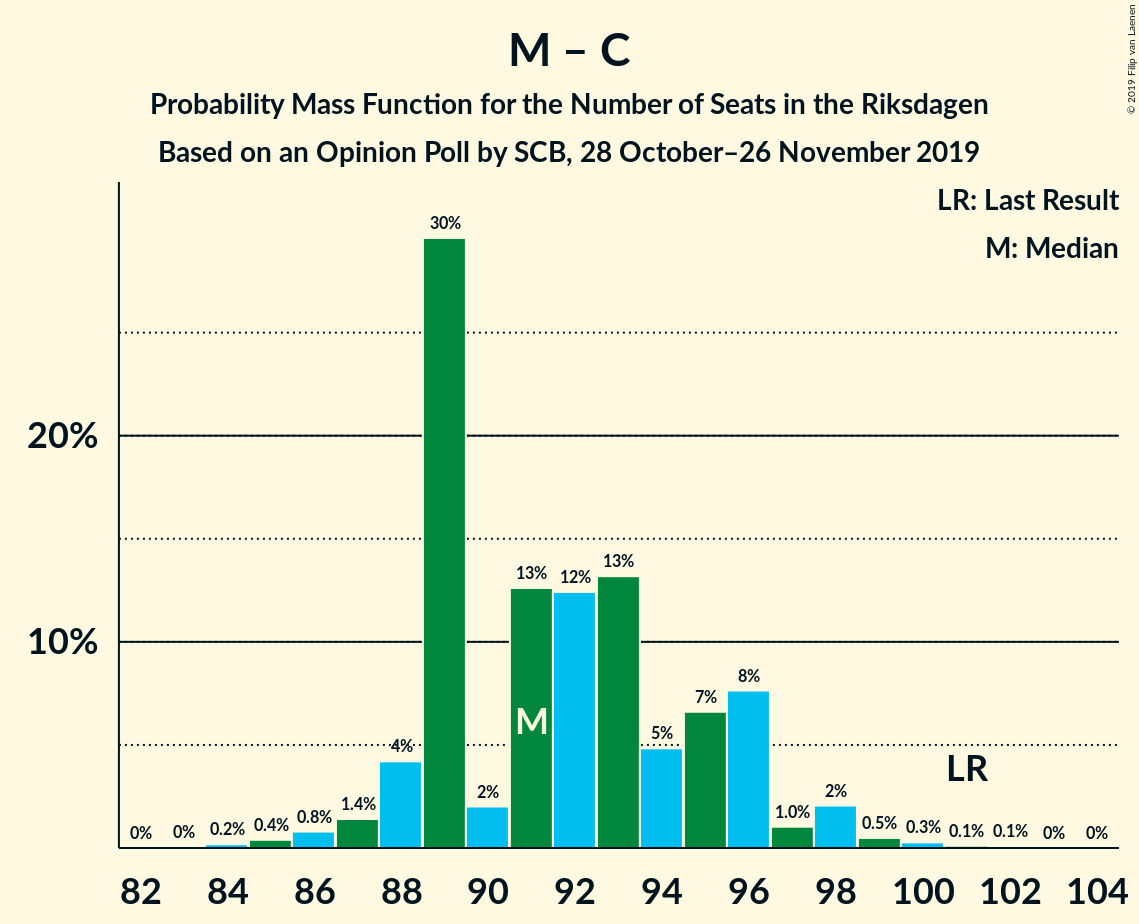 M – C
Probability Mass Function for the Number of Seats in the Riksdagen
Based on an Opinion Poll by SCB, 28 October–26 November 2019
© 2019 Filip van Laenen
LR: Last Result
M: Median
30%
20%
10%
0%
0%
0.2%
0.4%
0.8%
1.4%
4%
2%
13%
12%
13%
5%
7%
8%
1.0%
2%
0.5%
0.3%
0.1%
0.1%
0%
0%
M
LR
82 84 86 88 90 92 94 96 98 100 102 104